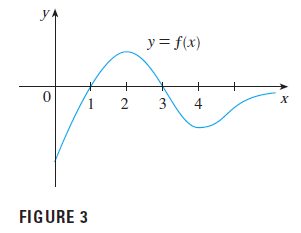 y
y = f(x)
0 1 2 3 4 x
FIGURE 3